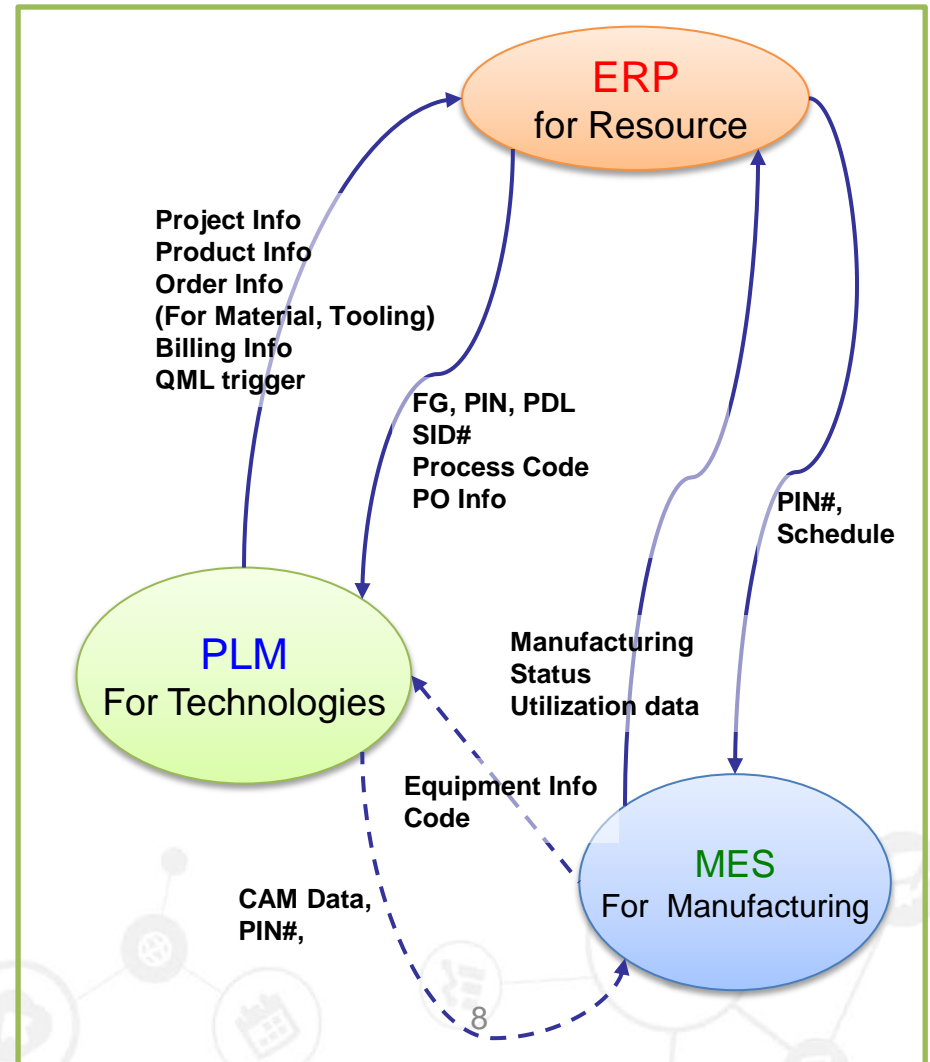 ERP
for Resource
Project Info
Product Info
Order Info
(For Material, Tooling)
Billing Info
QML trigger
FG, PIN, PDL
SID#
Process Code
PO Info
PIN#,
Schedule
PLM
For Technologies
Manufacturing
Status
Utilization data
Equipment Info
Code
MES
For Manufacturing
CAM Data,
PIN#,
8